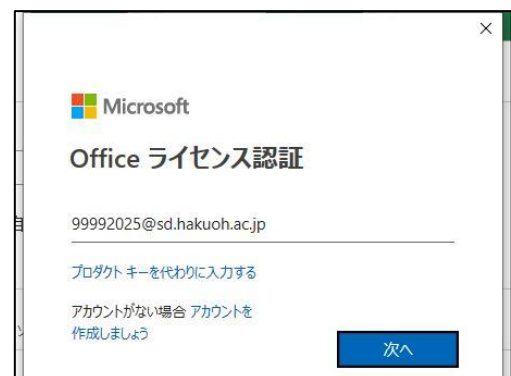 Microsoft
Office ライセンス認証
99992025@sd.hakuoh.ac.jp
プロダクト キーを代わりに入力する
アカウントがない場合 アカウントを
作成しましょう
次へ